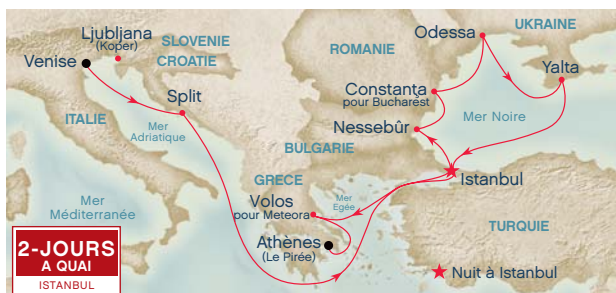 Ljubljana
(Koper)
SLOVENIE
CROATIE
Venise
ITALIE
Split
Mer
Adriatique
ROMANIE
Odessa
UKRAINE
Yalta
Constanta
pour Bucharest
Nessebûr
Mer Noire
BULGARIE
Istanbul
GRECE
Volos
pour Meteora
Mer
Egée
Athènes
(Le Pirée)
TURQUIE
Mer
Méditerranée
2-JOURS
A QUAI
ISTANBUL
Nuit à Istanbul